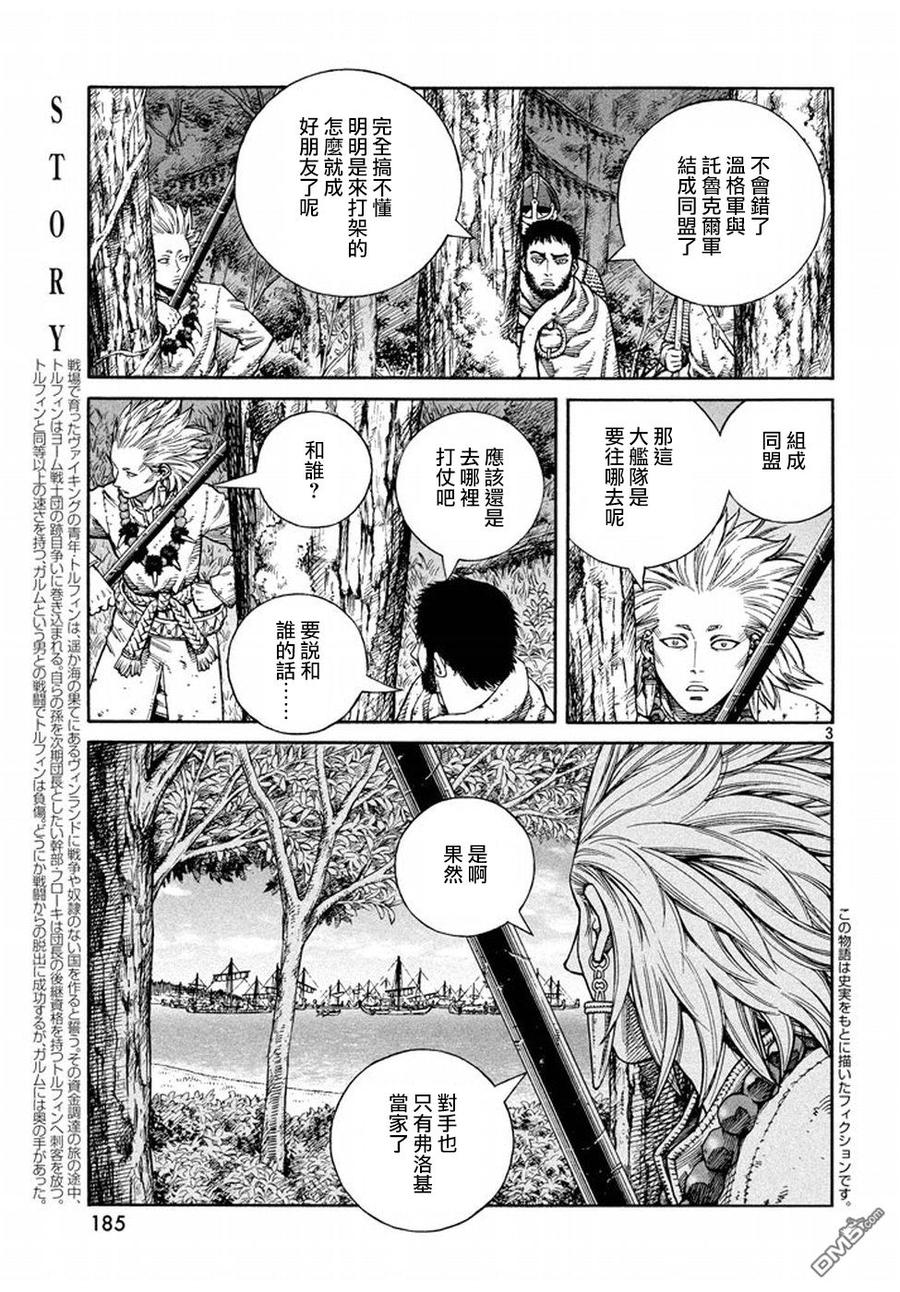 不會錯了
溫格軍與
託魯克爾軍
結成同盟了
完全搞不懂
明明是來打架的
怎麼就成
好朋友了呢
組成
同盟
那這
大艦隊是
要往哪去呢
應該還是
去哪裡
打仗吧
和誰?
要説和
誰的話……
3
是啊
果然
對手也
只有弗洛基
當家了
この物語は史実をもとに描いたフィクションです。
STORY
戦場で育ったヴァイキングの青年・トルフィンは、遥か海の果てにあるヴィンランドに戦争や奴隷のない国を作ると誓う。その資金調達の旅の途中、
トルフィンはヨーム戦士団の跡目争いに巻き込まれる。自らの孫を次期団長としたい幹部・フローキは団長の後継資格を持つトルフィンへ刺客を放つ。
トルフィンと同等以上の速さを持つ、ガルムという男との戦闘でトルフィンは負傷。どうにか戦闘からの脱出に成功するが、ガルムには奥の手があった。
185
DM5.com